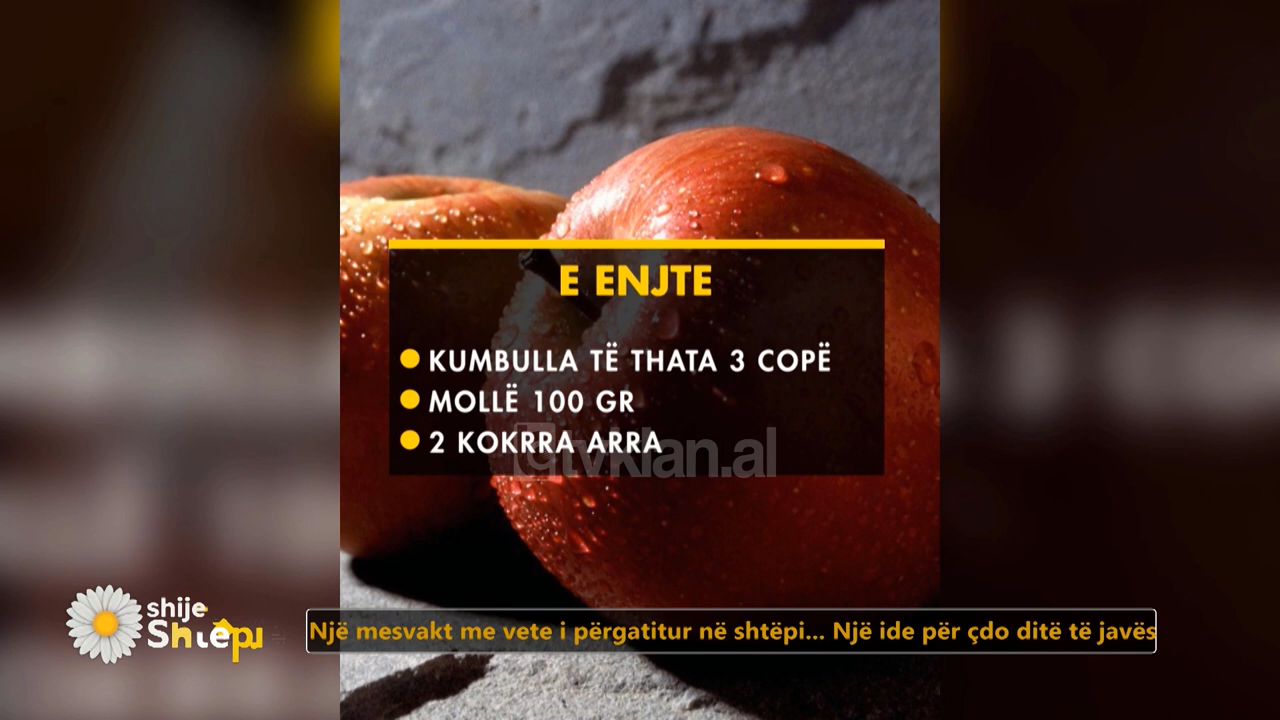 E ENJTE
KUMBULLA TË THATA 3 COPË
MOLLË 100 GR
2 KOKRRA ARRA
tvklan.al
shije
Shtëpi
Një mesvakt me vete i përgatitur në shtëpi... Një ide për çdo ditë të javës